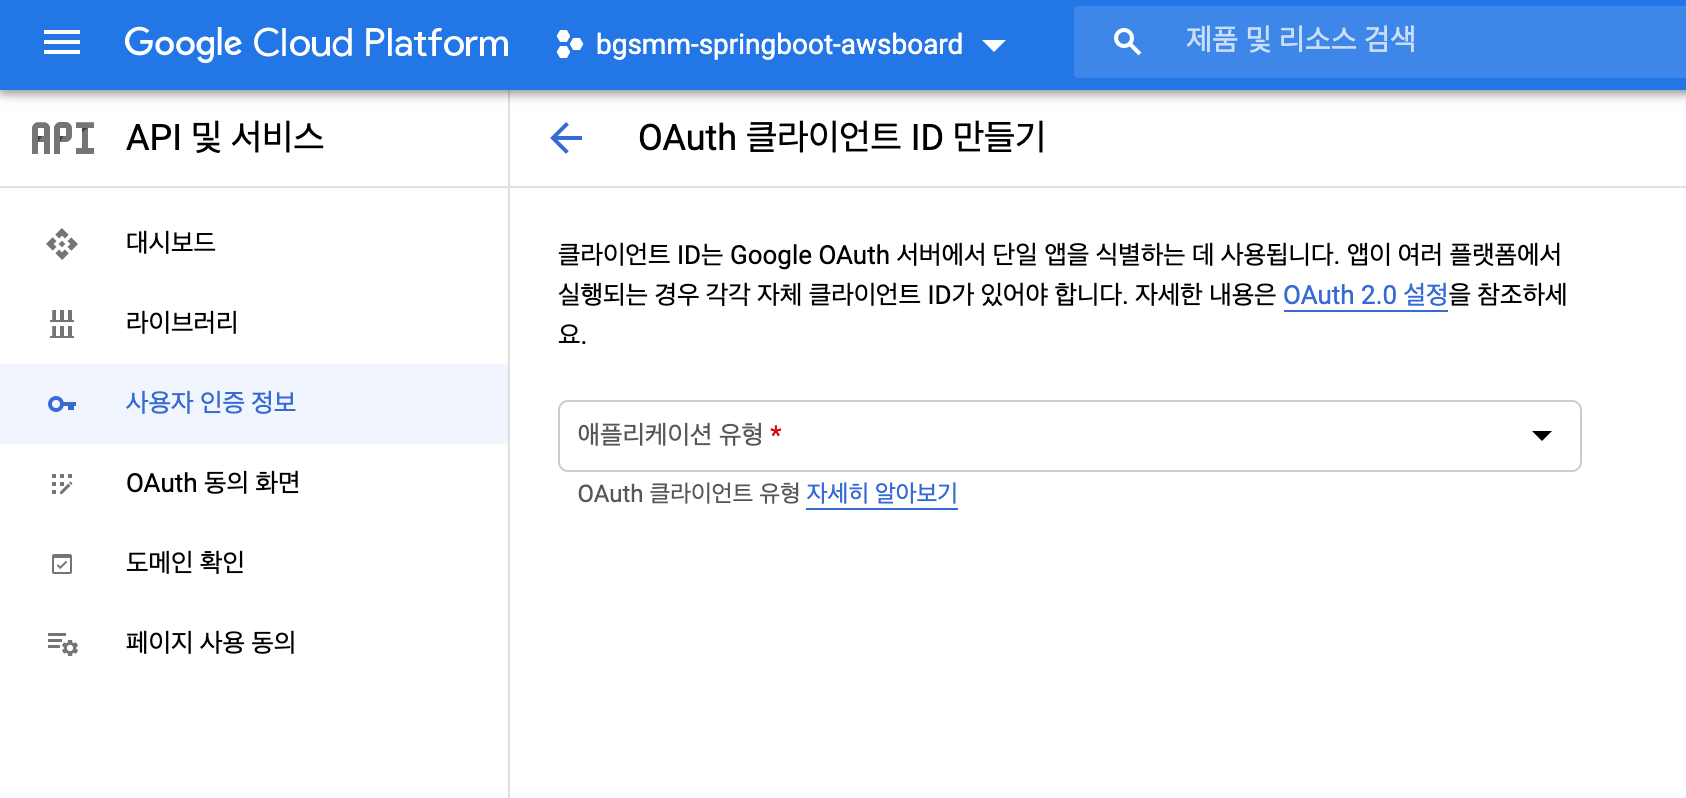 Google Cloud Platform
bgsmm-springboot-awsboard
제품 및 리소스 검색
API
API 및 서비스
OAuth 클라이언트 ID 만들기
대시보드
라이브러리
사용자 인증 정보
OAuth 동의 화면
도메인 확인
페이지 사용 동의
클라이언트 ID는 Google OAuth 서버에서 단일 앱을 식별하는 데 사용됩니다. 앱이 여러 플랫폼에서
실행되는 경우 각각 자체 클라이언트 ID가 있어야 합니다. 자세한 내용은 OAuth 2.0 설정을 참조하세
요.
애플리케이션 유형 *
OAuth 클라이언트 유형 자세히 알아보기